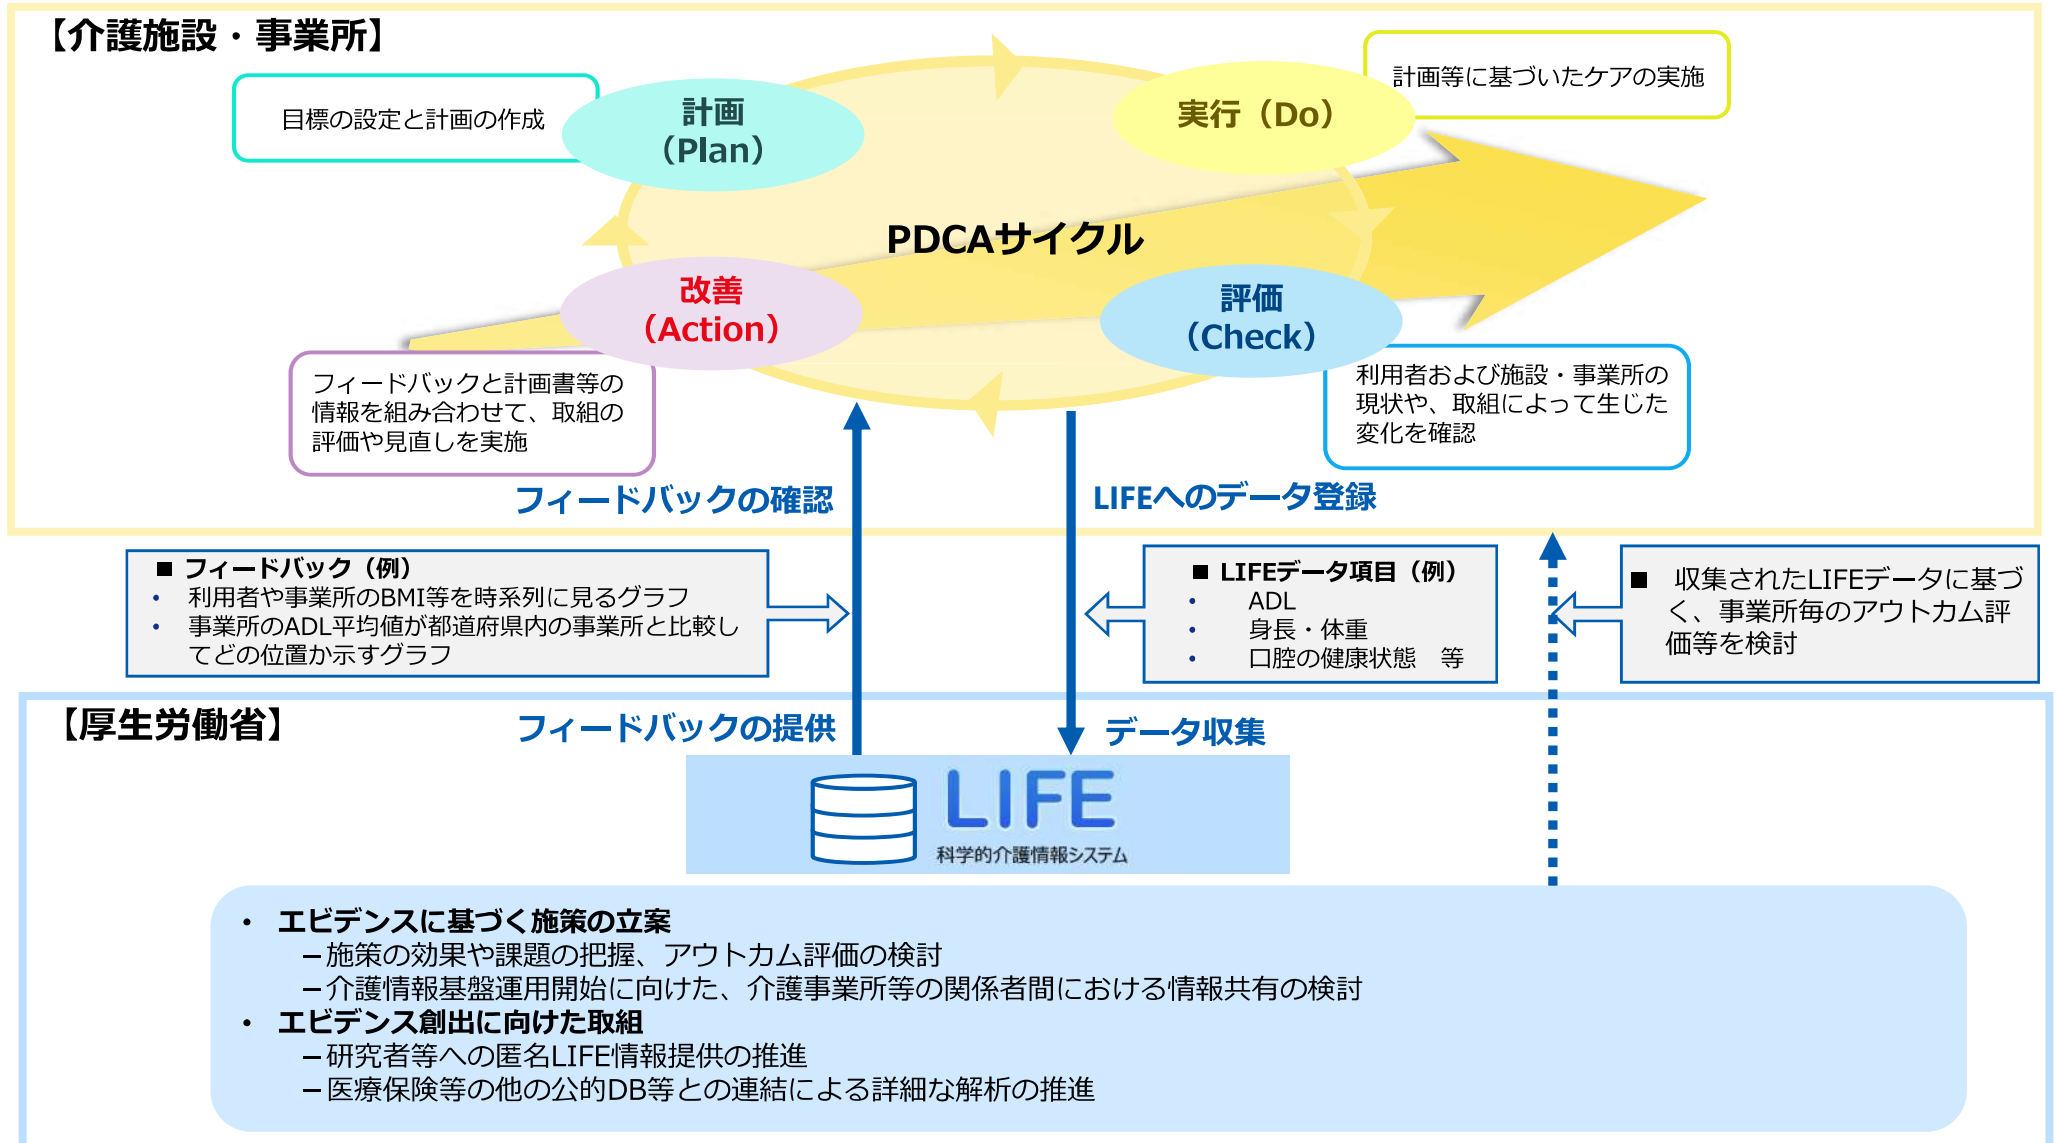 【介護施設・事業所】
目標の設定と計画の作成
計画
（Plan）
実行（Do）
計画等に基づいたケアの実施
PDCAサイクル
改善
（Action）
評価
（Check）
フィードバックと計画書等の
情報を組み合わせて、取組の
評価や見直しを実施
利用者および施設・事業所の
現状や、取組によって生じた
変化を確認
フィードバックの確認
LIFEへのデータ登録
■ フィードバック（例）
• 利用者や事業所のBMI等を時系列に見るグラフ
• 事業所のADL平均値が都道府県内の事業所と比較し
てどの位置か示すグラフ
■ LIFEデータ項目（例）
• ADL
• 身長・体重
• 口腔の健康状態　等
■ 収集されたLIFEデータに基づ
く、事業所毎のアウトカム評
価等を検討
【厚生労働省】
フィードバックの提供
データ収集
LIFE
科学的介護情報システム
• エビデンスに基づく施策の立案
－施策の効果や課題の把握、アウトカム評価の検討
－介護情報基盤運用開始に向けた、介護事業所等の関係者間における情報共有の検討
• エビデンス創出に向けた取組
－研究者等への匿名LIFE情報提供の推進
－医療保険等の他の公的DB等との連結による詳細な解析の推進